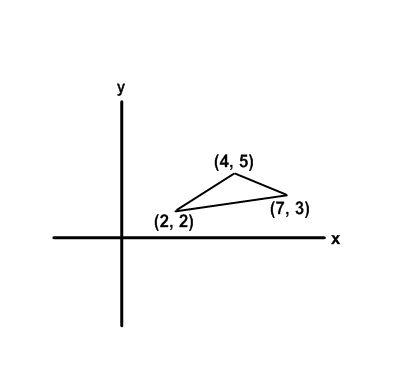 y
(4, 5)
(7, 3)
(2, 2)
x